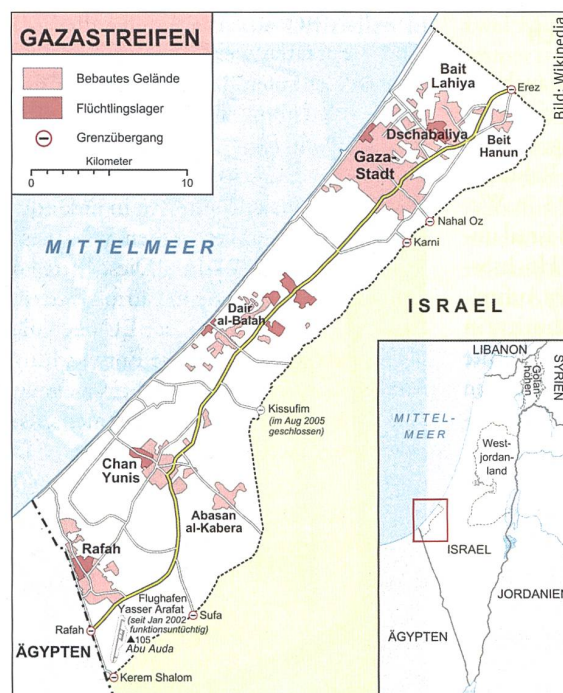 GAZASTREIFEN
Bebautes Gelände
Flüchtlingslager
Grenzübergang
Kilometer
0 10
Bild: Wikipedia
Bait
Lahiya
Erez
Dschabaliya
Beit
Hanun
Gaza-
Stadt
Nahal Oz
Karni
MITTELMEER
ISRAEL
Dair
al-Balah
Kissufim
(im Aug 2005
geschlossen)
Chan
Yunis
Abasan
al-Kabera
Rafah
Flughafen
Yasser Arafat
(seit Jan 2002
funktionsuntüchtig)
Sufa
Rafah
105
Abu Auda
ÄGYPTEN
Kerem Shalom
LIBANON
Golan-
höhen
SYRIEN
MITTEL-
MEER
West-
jordan-
land
ISRAEL
JORDANIEN
ÄGYPTEN